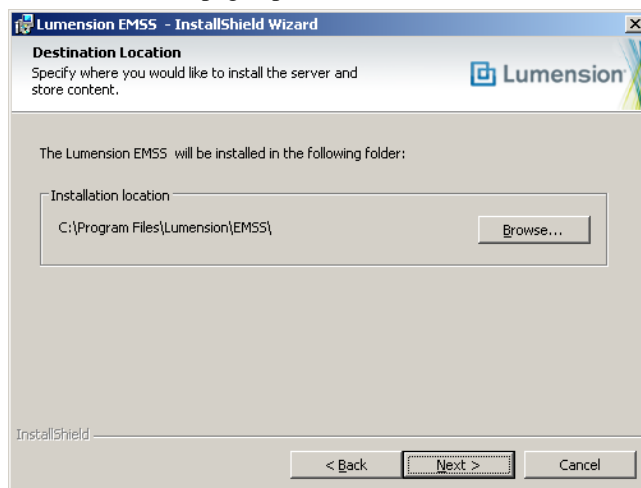 Lumension EMSS - InstallShield Wizard
Destination Location
Specify where you would like to install the server and
store content.
Lumension
The Lumension EMSS will be installed in the following folder:
Installation location
C:\Program Files\Lumension\EMSS\
Browse...
InstallShield
< Back
Next >
Cancel